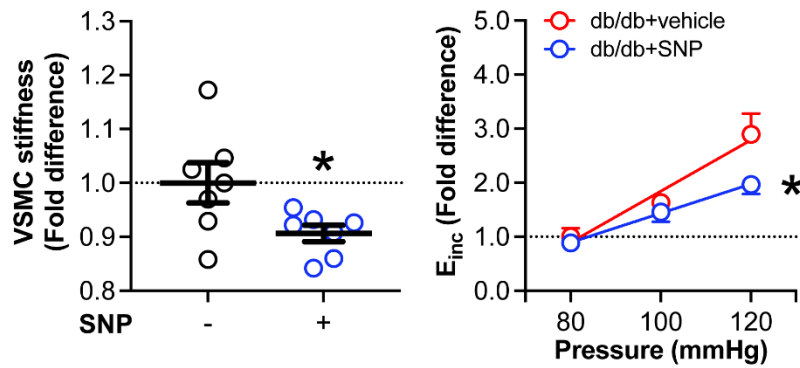 VSMC stiffness
(Fold difference)
1.3
1.2
1.1
1.0
0.9
0.8
*
SNP - +
E_inc (Fold difference)
5.0
4.0
3.0
2.0
1.0
0.0
db/db+vehicle
db/db+SNP
*
80 100 120
Pressure (mmHg)